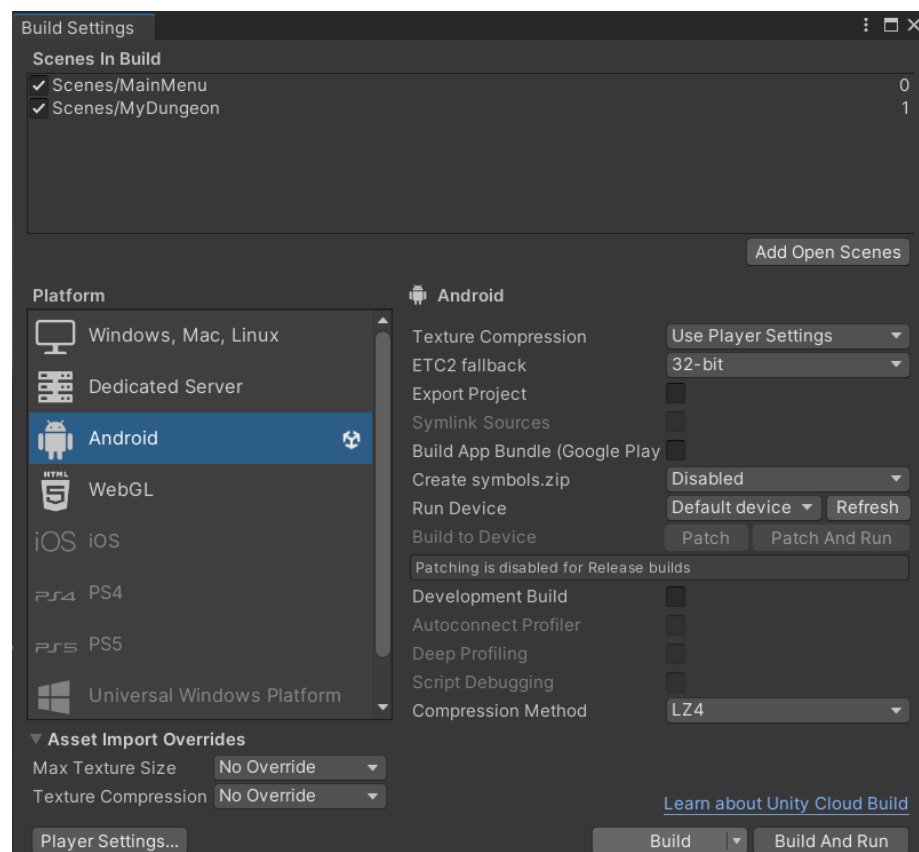 Build Settings
Scenes In Build
Scenes/MainMenu 0
Scenes/MyDungeon 1
Add Open Scenes
Platform
Windows, Mac, Linux
Dedicated Server
Android
HTML
WebGL
iOS iOS
PS4 PS4
PS5 PS5
Universal Windows Platform
Android
Texture Compression Use Player Settings
ETC2 fallback 32-bit
Export Project
Symlink Sources
Build App Bundle (Google Play
Create symbols.zip Disabled
Run Device Default device Refresh
Build to Device Patch Patch And Run
Patching is disabled for Release builds
Development Build
Autoconnect Profiler
Deep Profiling
Script Debugging
Compression Method LZ4
Asset Import Overrides
Max Texture Size No Override
Texture Compression No Override
Learn about Unity Cloud Build
Player Settings... Build Build And Run